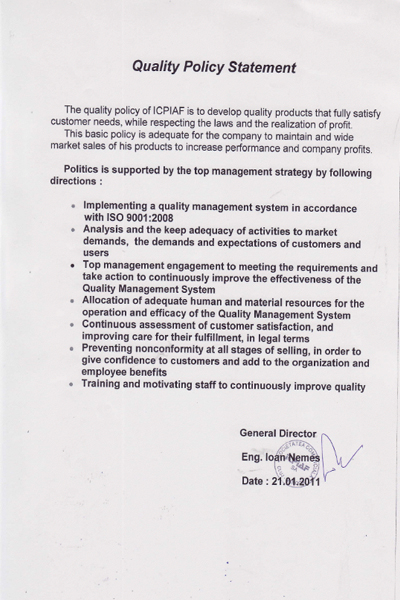 Quality Policy Statement
The quality policy of ICPIAF is to develop quality products that fully satisfy
customer needs, while respecting the laws and the realization of profit.
This basic policy is adequate for the company to maintain and wide
market sales of his products to increase performance and company profits.
Politics is supported by the top management strategy by following
directions :
• Implementing a quality management system in accordance
with ISO 9001:2008
• Analysis and the keep adequacy of activities to market
demands, the demands and expectations of customers and
users
• Top management engagement to meeting the requirements and
take action to continuously improve the effectiveness of the
Quality Management System
• Allocation of adequate human and material resources for the
operation and efficacy of the Quality Management System
• Continuous assessment of customer satisfaction, and
improving care for their fulfillment, in legal terms
• Preventing nonconformity at all stages of selling, in order to
give confidence to customers and add to the organization and
employee benefits
• Training and motivating staff to continuously improve quality
General Director
Eng. Ioan Nemeş
Date : 21.01.2011